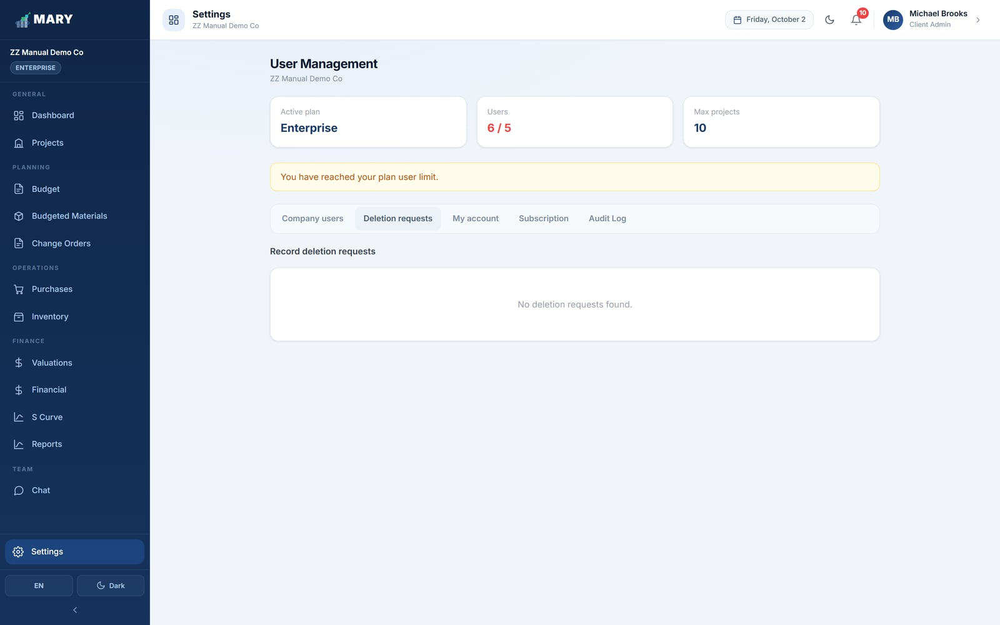 MARY
ZZ Manual Demo Co
ENTERPRISE
GENERAL
Dashboard
Projects
PLANNING
Budget
Budgeted Materials
Change Orders
OPERATIONS
Purchases
Inventory
FINANCE
Valuations
Financial
S Curve
Reports
TEAM
Chat
Settings
EN
Dark
Settings
ZZ Manual Demo Co
Friday, October 2
10
MB
Michael Brooks
Client Admin
User Management
ZZ Manual Demo Co
Active plan
Enterprise
Users
6 / 5
Max projects
10
You have reached your plan user limit.
Company users
Deletion requests
My account
Subscription
Audit Log
Record deletion requests
No deletion requests found.